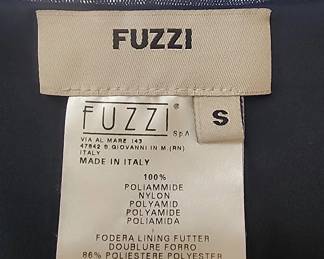 FUZZI
FUZZI® SpA
S
VIA AL MARE 143
47842 S GIOVANNI IN M.(RN)
ITALY
MADE IN ITALY
100%
POLIAMMIDE
NYLON
POLYAMID
POLYAMIDE
POLIAMIDA
FODERA LINING FUTTER
DOUBLURE FORRO
86% POLIESTERE POLYESTER